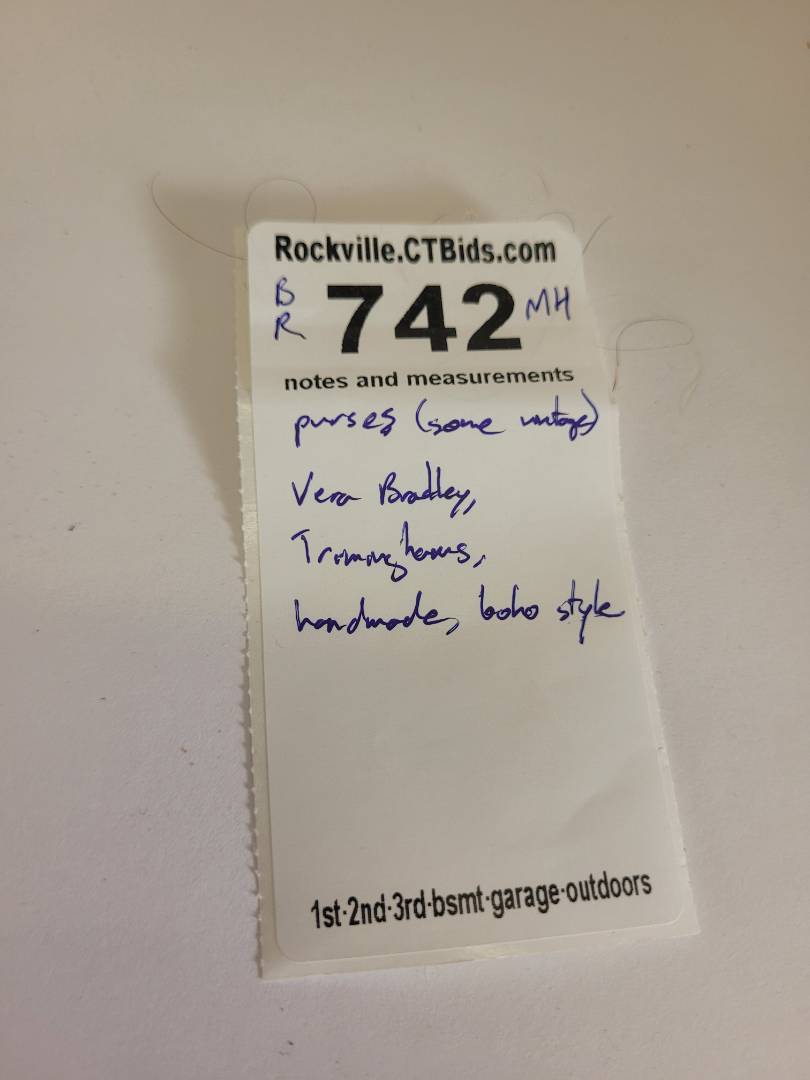 Rockville.CTBids.com
B R 742 MH
notes and measurements
purses (some vintage)
Vera Bradley,
Triminghams,
handmade, boho style
1st·2nd·3rd·bsmt·garage·outdoors